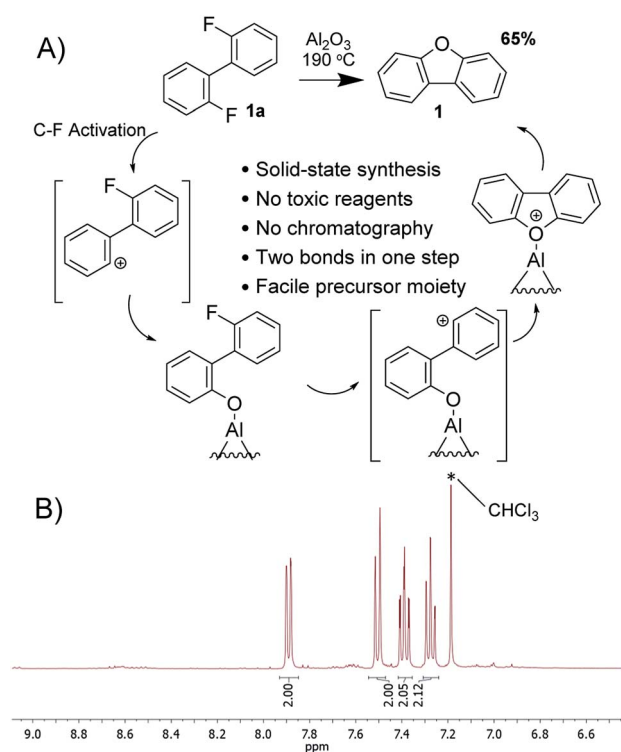 A)
F
F
1a
Al₂O₃
190 ºC
O
1
65%
C-F Activation
F
⊕
• Solid-state synthesis
• No toxic reagents
• No chromatography
• Two bonds in one step
• Facile precursor moiety
⊕
O
Al
F
O
Al
⊕
O
Al
B)
*
CHCl₃
2.00
2.00
2.05
2.12
9.0 8.8 8.6 8.4 8.2 8.0 7.8 7.6 7.4 7.2 7.0 6.8 6.6
ppm